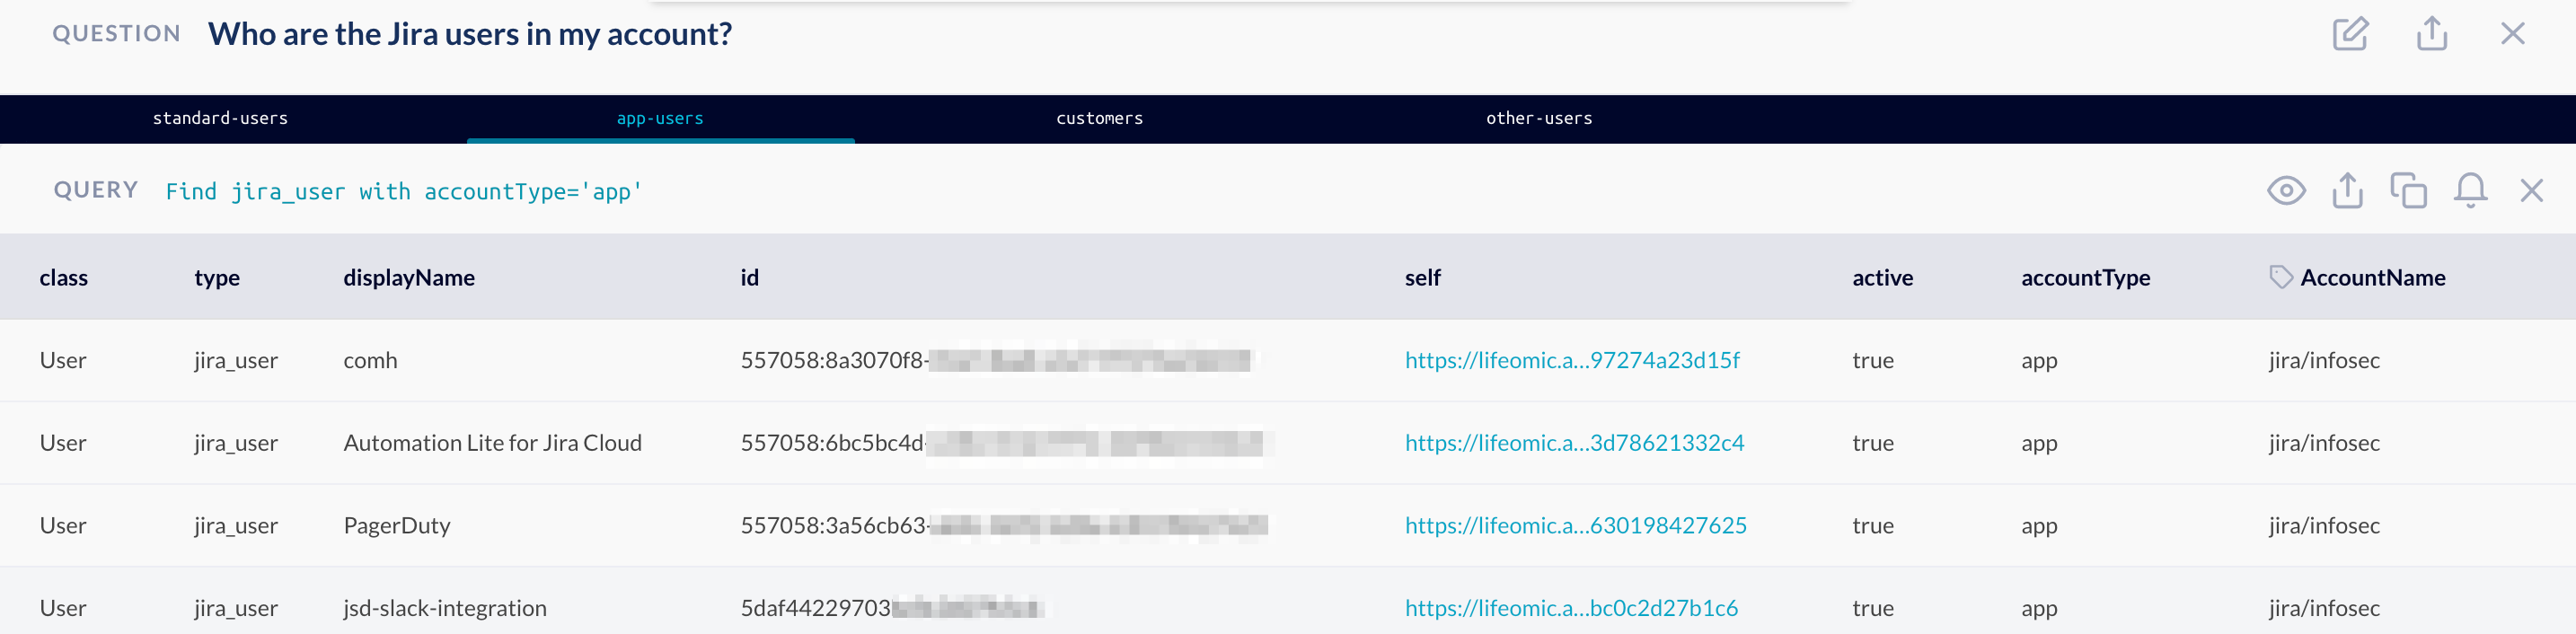 QUESTION Who are the Jira users in my account?
standard-users app-users customers other-users
QUERY Find jira_user with accountType='app'
class type displayName id self active accountType AccountName
User jira_user comh 557058:8a3070f8- https://lifeomic.a...97274a23d15f true app jira/infosec
User jira_user Automation Lite for Jira Cloud 557058:6bc5bc4d- https://lifeomic.a...3d78621332c4 true app jira/infosec
User jira_user PagerDuty 557058:3a56cb63- https://lifeomic.a...630198427625 true app jira/infosec
User jira_user jsd-slack-integration 5daf44229703 https://lifeomic.a...bc0c2d27b1c6 true app jira/infosec